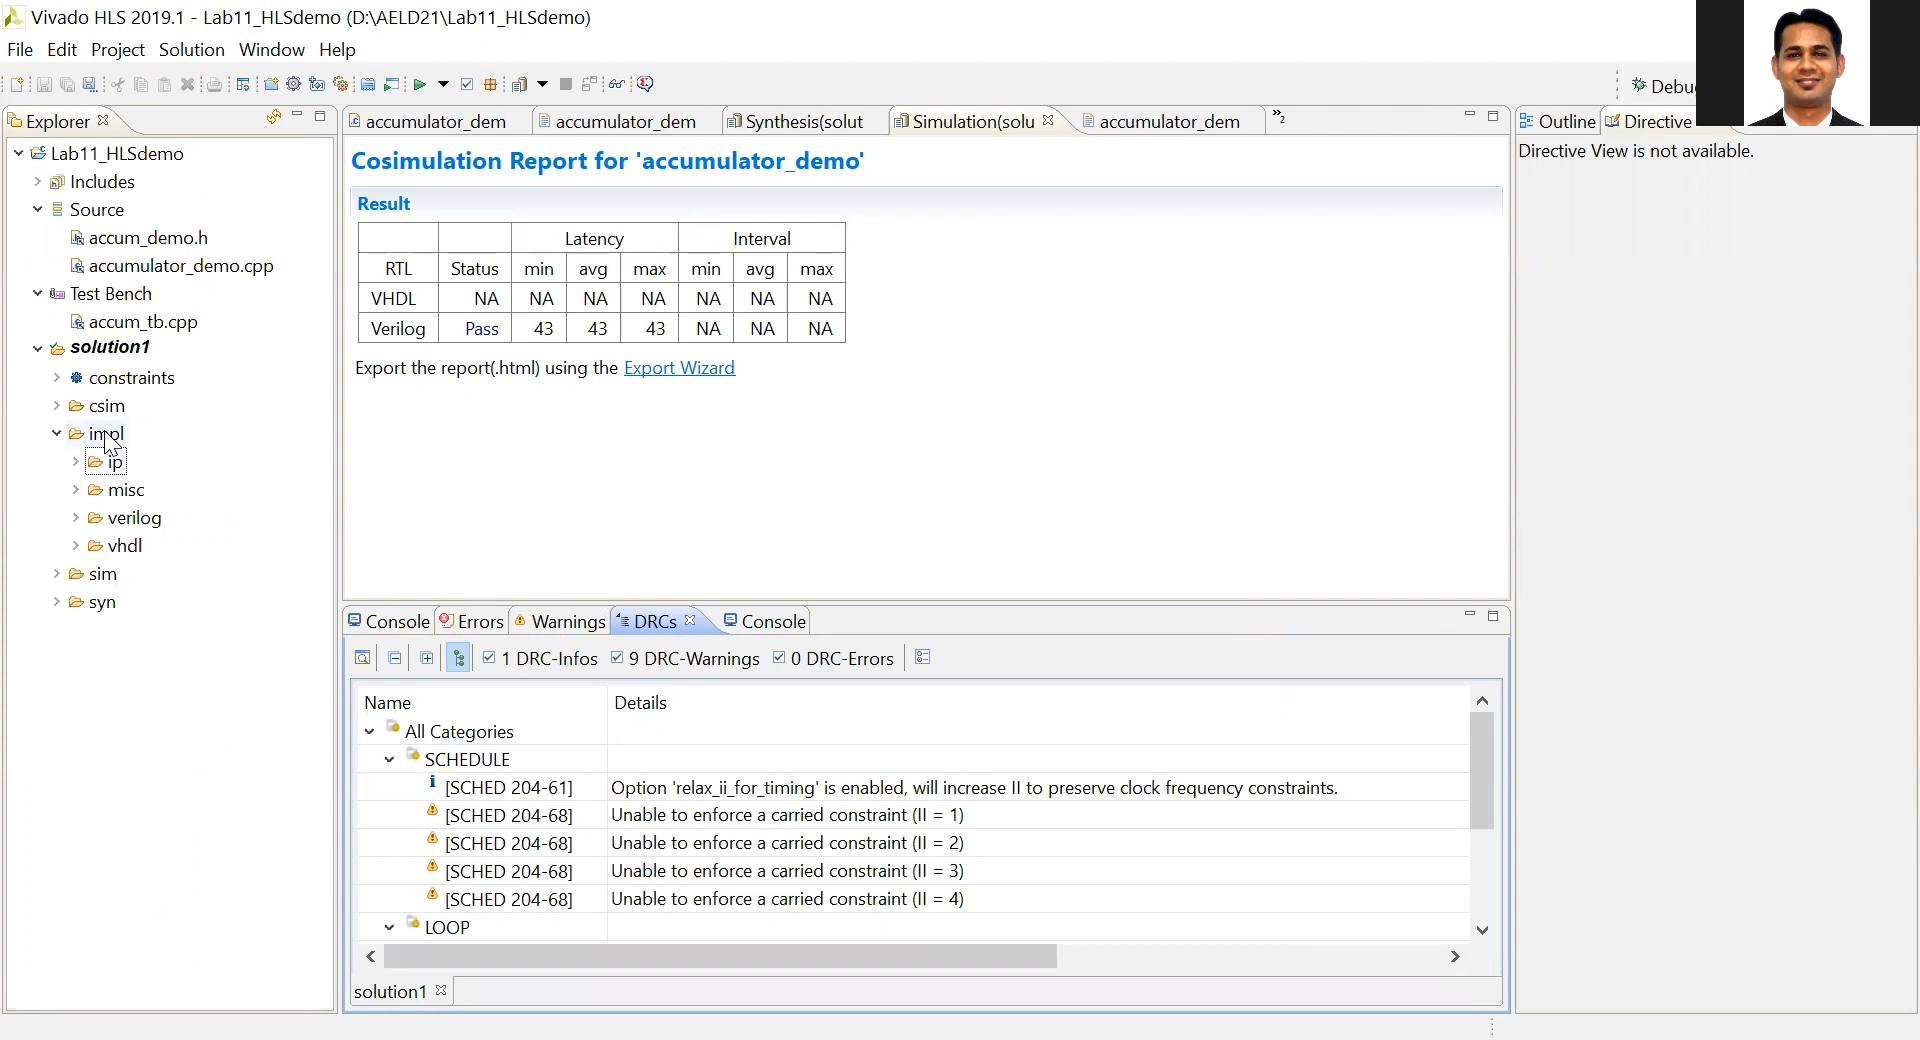 Vivado HLS 2019.1 - Lab11_HLSdemo (D:\AELD21\Lab11_HLSdemo)
File Edit Project Solution Window Help
Debu
Explorer
accumulator_dem
accumulator_dem
Synthesis(solut
Simulation(solu
accumulator_dem
»2
Outline
Directive
Lab11_HLSdemo
Includes
Source
accum_demo.h
accumulator_demo.cpp
Test Bench
accum_tb.cpp
solution1
constraints
csim
impl
ip
misc
verilog
vhdl
sim
syn
Cosimulation Report for 'accumulator_demo'
Result
Latency Interval
RTL Status min avg max min avg max
VHDL NA NA NA NA NA NA NA
Verilog Pass 43 43 43 NA NA NA
Export the report(.html) using the Export Wizard
Directive View is not available.
Console Errors Warnings DRCs Console
1 DRC-Infos 9 DRC-Warnings 0 DRC-Errors
Name Details
All Categories
SCHEDULE
[SCHED 204-61] Option 'relax_ii_for_timing' is enabled, will increase II to preserve clock frequency constraints.
[SCHED 204-68] Unable to enforce a carried constraint (II = 1)
[SCHED 204-68] Unable to enforce a carried constraint (II = 2)
[SCHED 204-68] Unable to enforce a carried constraint (II = 3)
[SCHED 204-68] Unable to enforce a carried constraint (II = 4)
LOOP
solution1